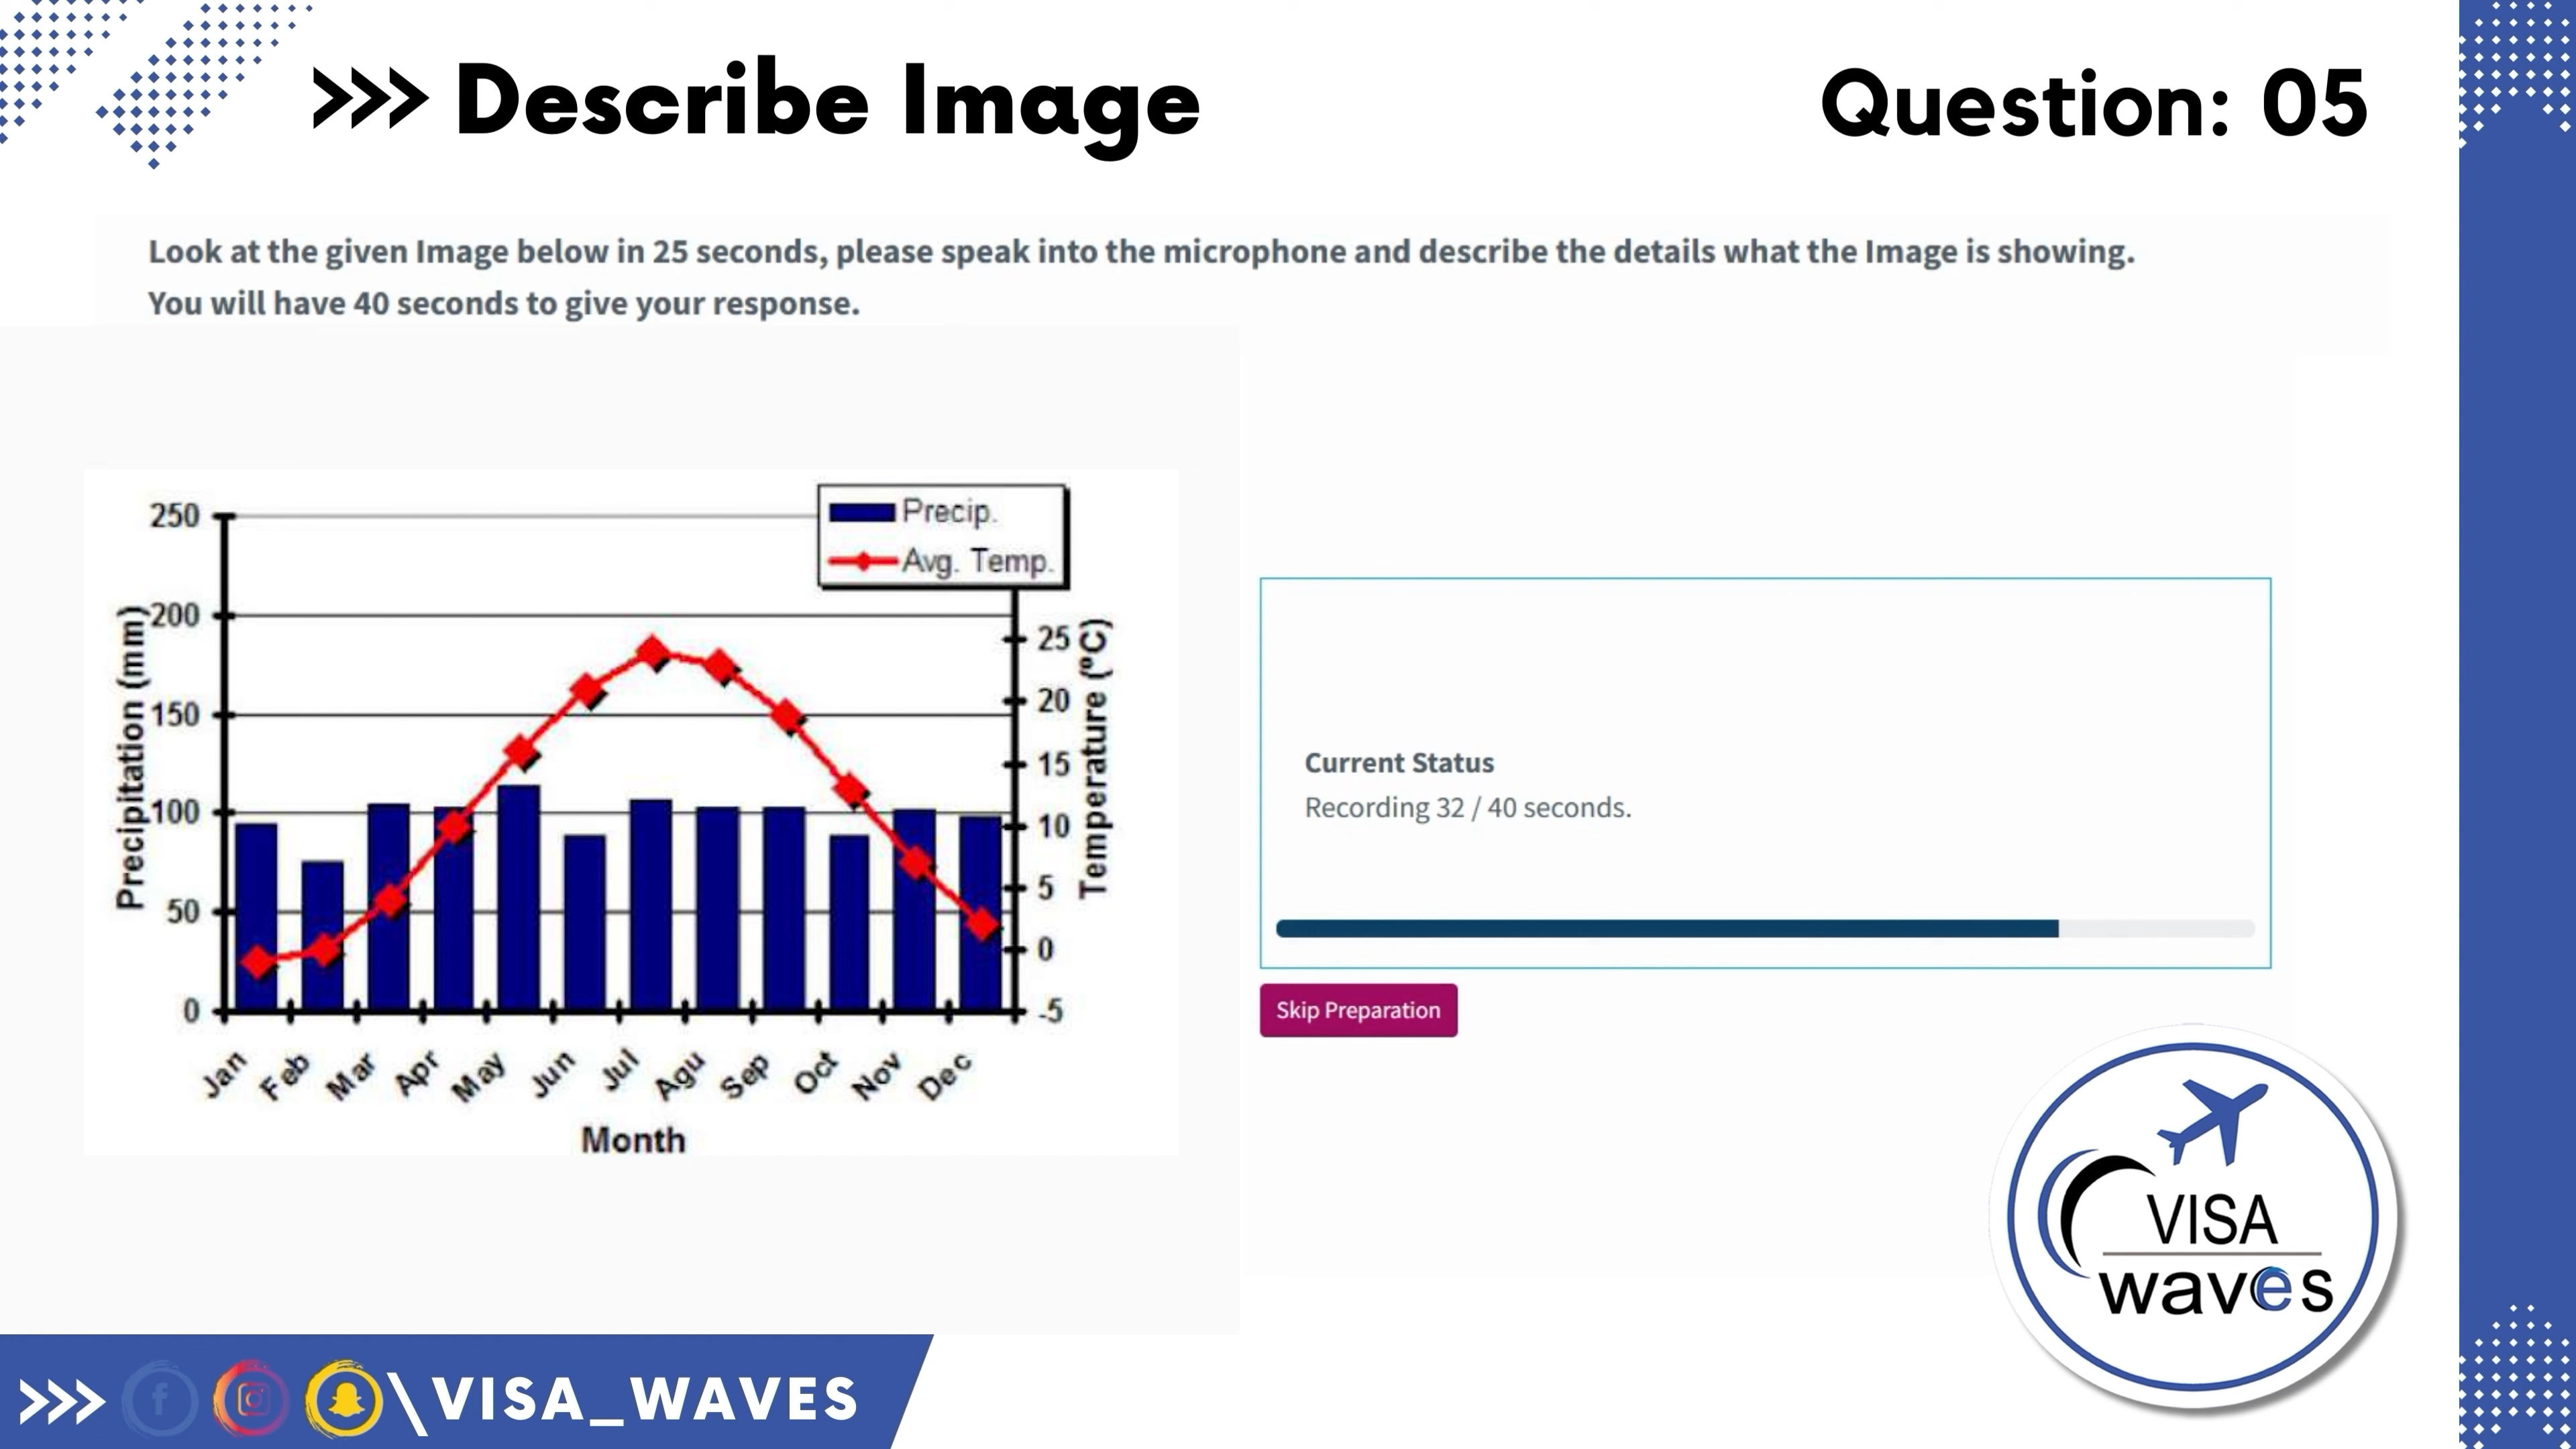 >>> Describe Image
Question: 05
Look at the given Image below in 25 seconds, please speak into the microphone and describe the details what the Image is showing.
You will have 40 seconds to give your response.
Precip.
Avg. Temp.
250
200
150
100
50
0
Precipitation (mm)
25
20
15
10
5
0
-5
Temperature (ºC)
Jan
Feb
Mar
Apr
May
Jun
Jul
Agu
Sep
Oct
Nov
Dec
Month
Current Status
Recording 32 / 40 seconds.
Skip Preparation
VISA
waves
>>> f \VISA_WAVES